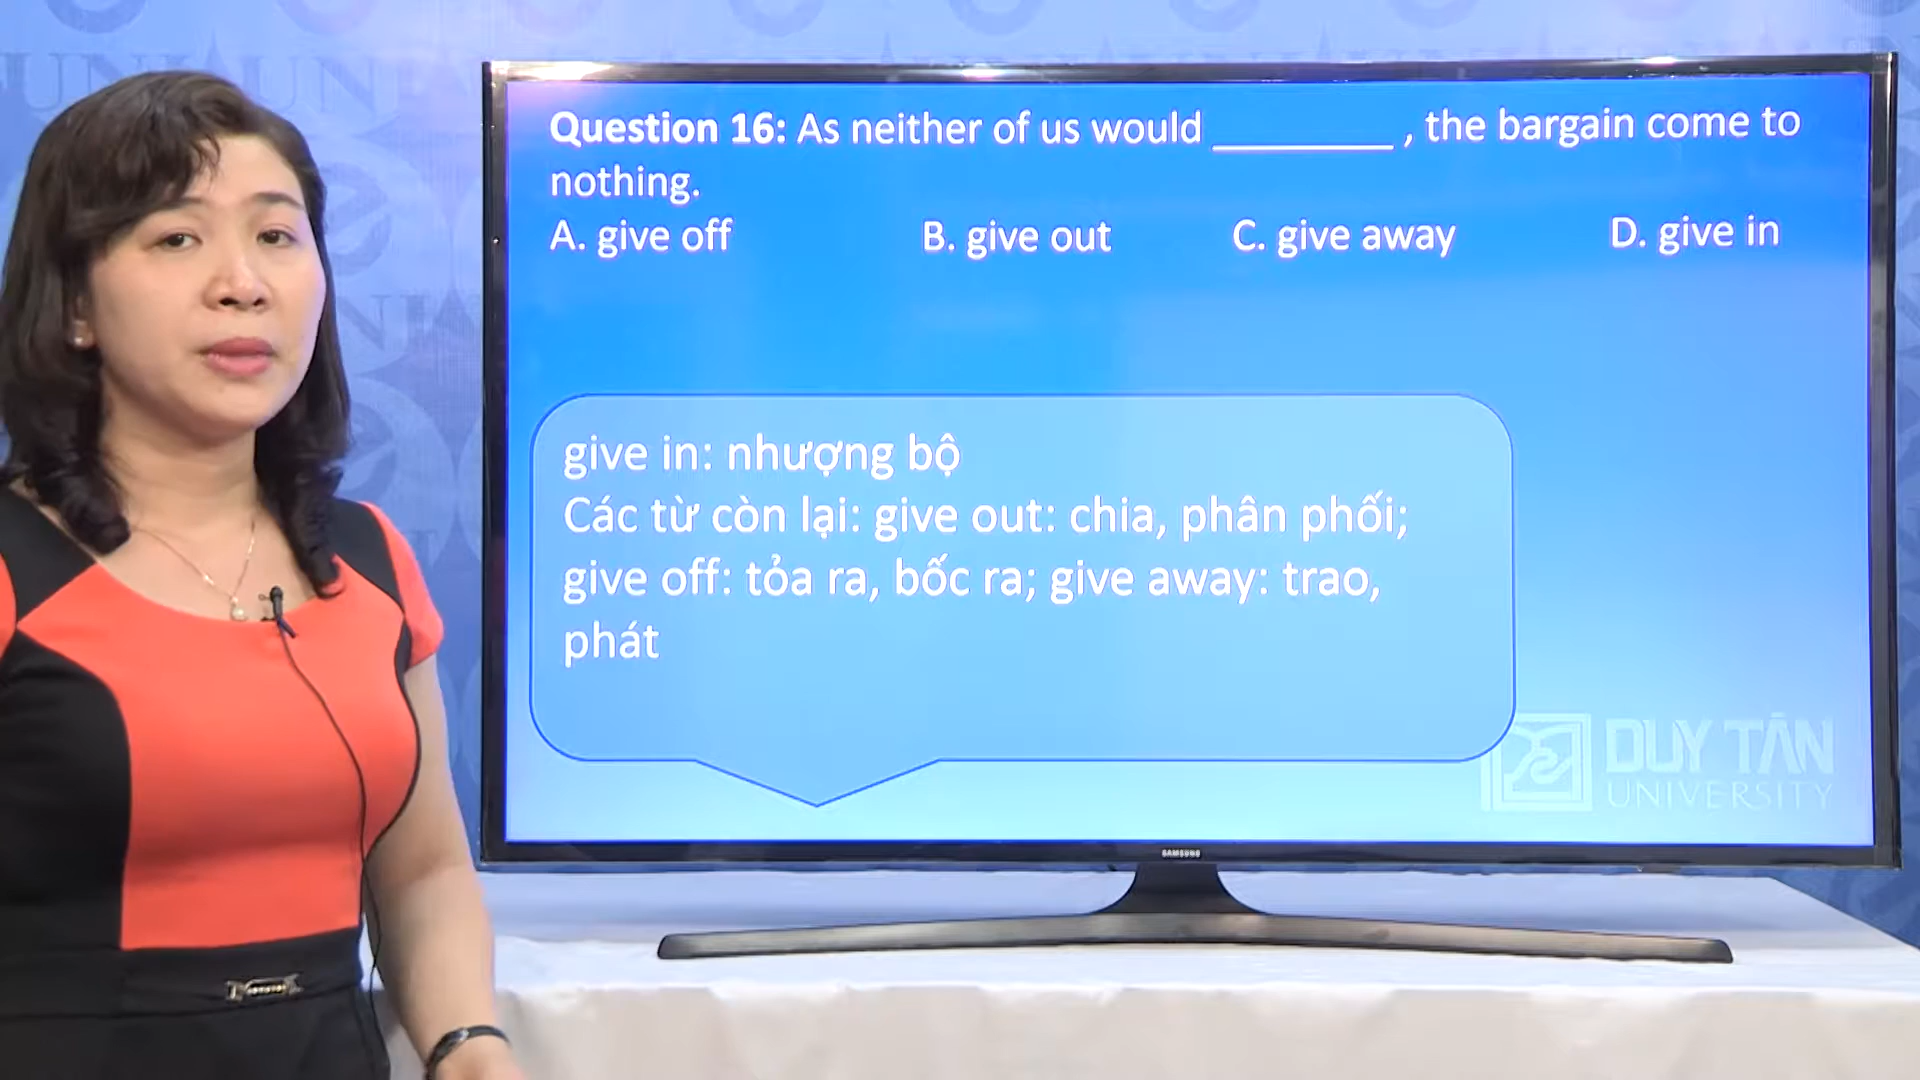 Question 16: As neither of us would ________ , the bargain come to
nothing.
A. give off B. give out C. give away D. give in
give in: nhượng bộ
Các từ còn lại: give out: chia, phân phối;
give off: tỏa ra, bốc ra; give away: trao,
phát
DUY TÂN
UNIVERSITY
SAMSUNG